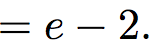 = e − 2.